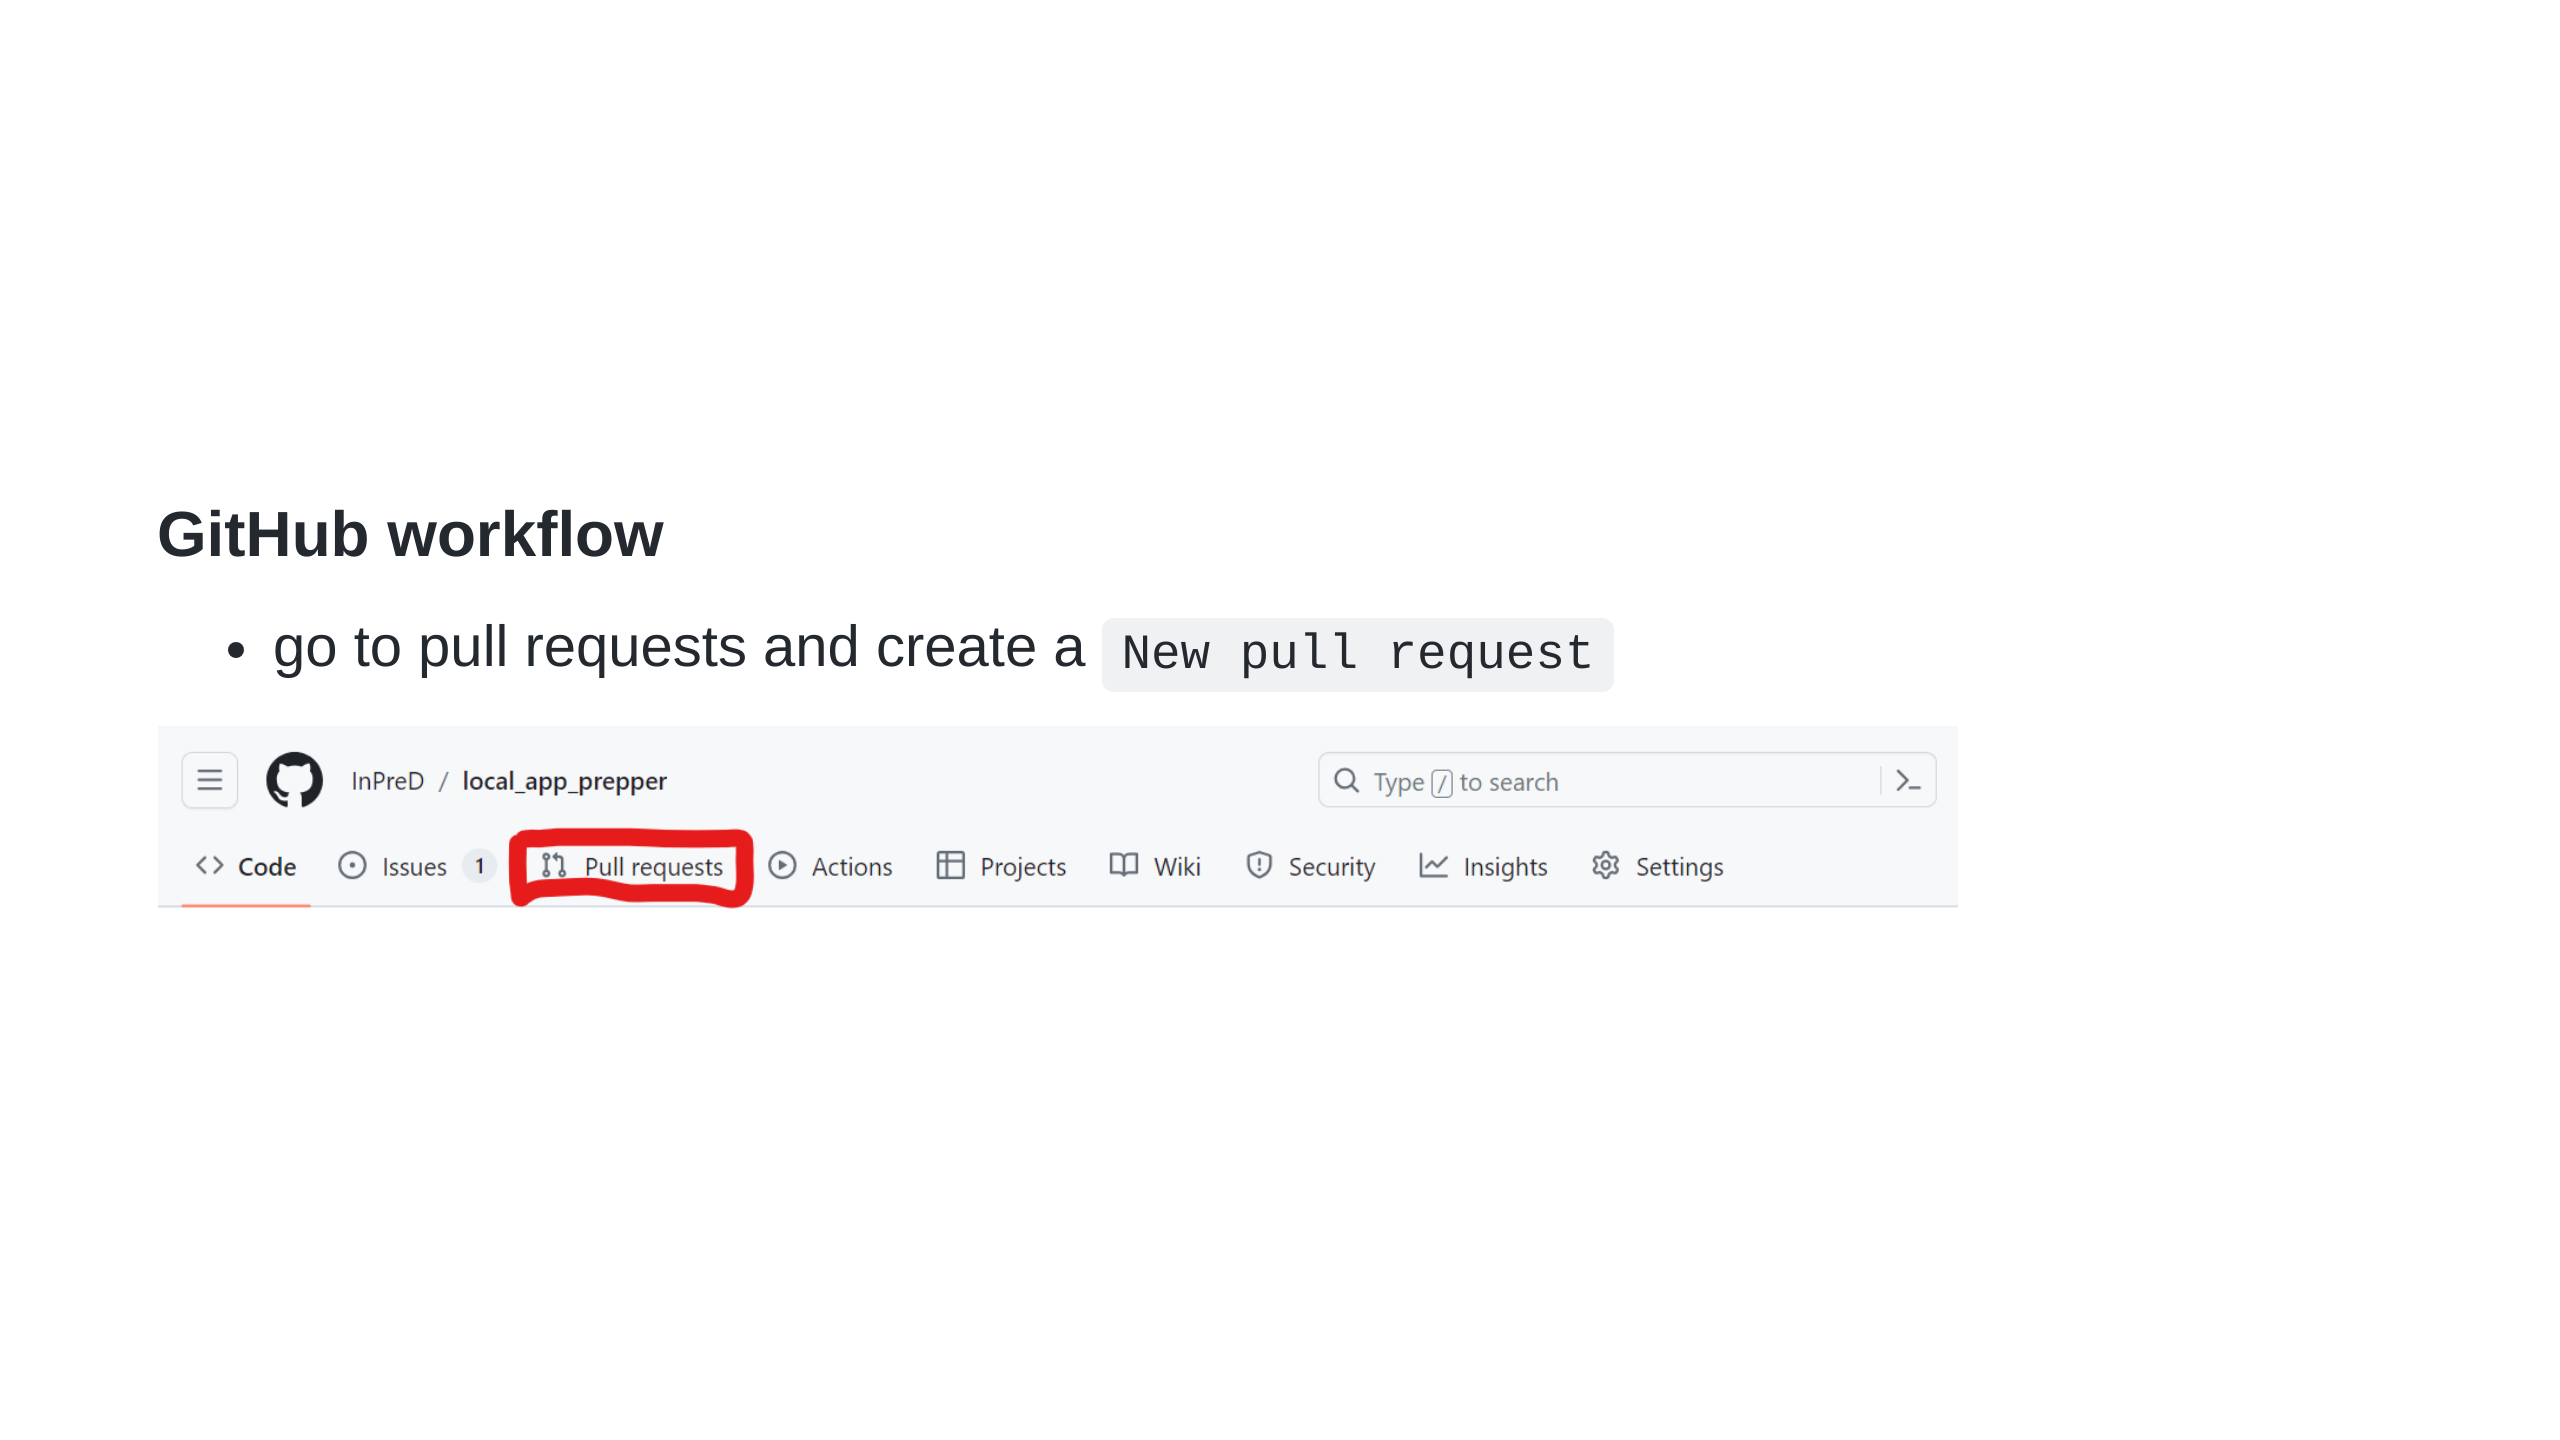 GitHub workflow
• go to pull requests and create a New pull request
InPreD / local_app_prepper
Type / to search
Code Issues 1 Pull requests Actions Projects Wiki Security Insights Settings